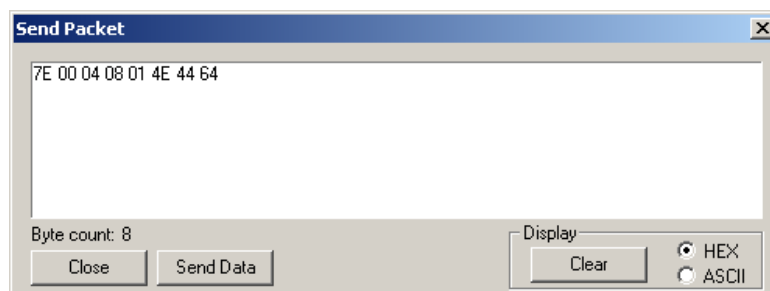 Send Packet
7E 00 04 08 01 4E 44 64
Byte count: 8
Display
Close Send Data Clear HEX
ASCII